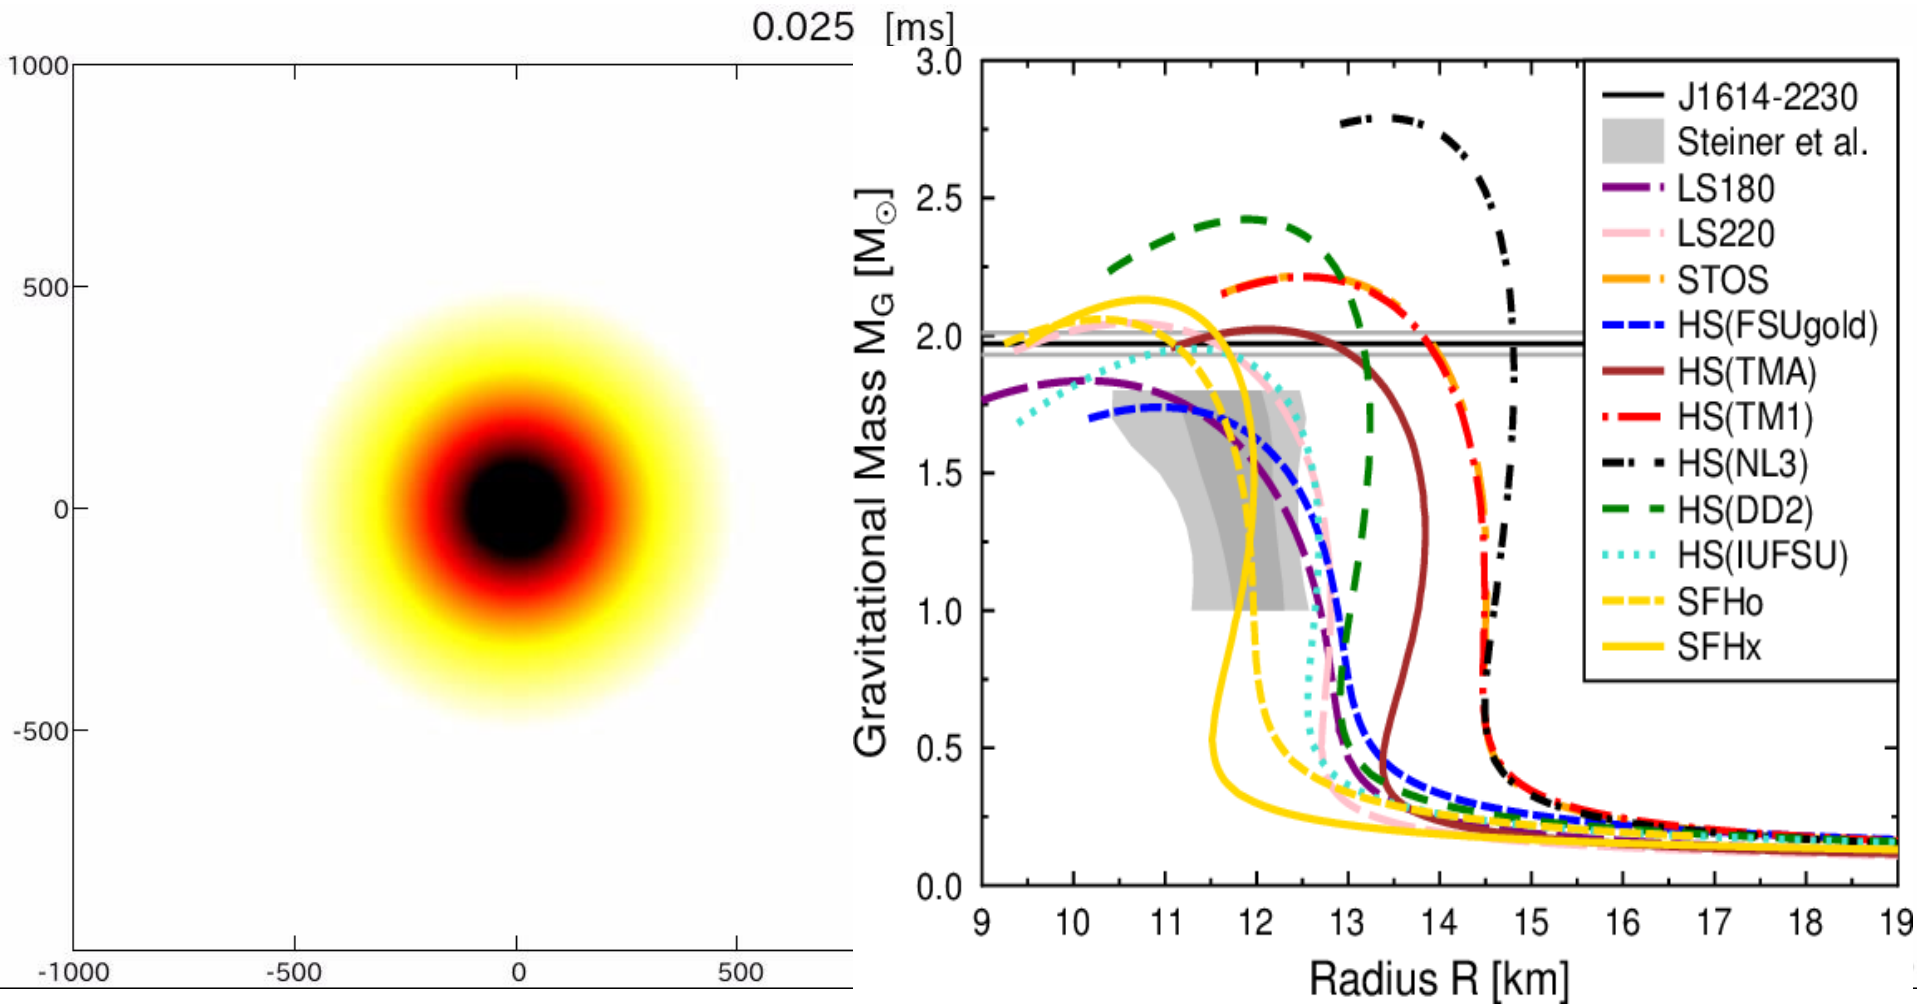 0.025 [ms]
1000
500
0
-500
-1000
-500
0
500
Gravitational Mass M_G [M_☉]
3.0
2.5
2.0
1.5
1.0
0.5
0.0
9 10 11 12 13 14 15 16 17 18 19
Radius R [km]
J1614-2230
Steiner et al.
LS180
LS220
STOS
HS(FSUgold)
HS(TMA)
HS(TM1)
HS(NL3)
HS(DD2)
HS(IUFSU)
SFHo
SFHx